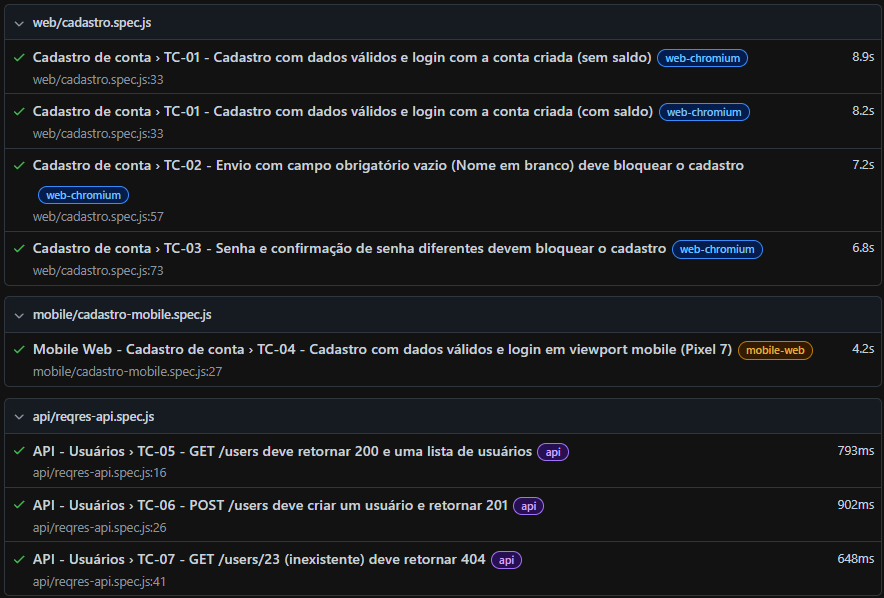 web/cadastro.spec.js
Cadastro de conta › TC-01 - Cadastro com dados válidos e login com a conta criada (sem saldo) web-chromium 8.9s
web/cadastro.spec.js:33
Cadastro de conta › TC-01 - Cadastro com dados válidos e login com a conta criada (com saldo) web-chromium 8.2s
web/cadastro.spec.js:33
Cadastro de conta › TC-02 - Envio com campo obrigatório vazio (Nome em branco) deve bloquear o cadastro 7.2s
web-chromium
web/cadastro.spec.js:57
Cadastro de conta › TC-03 - Senha e confirmação de senha diferentes devem bloquear o cadastro web-chromium 6.8s
web/cadastro.spec.js:73
mobile/cadastro-mobile.spec.js
Mobile Web - Cadastro de conta › TC-04 - Cadastro com dados válidos e login em viewport mobile (Pixel 7) mobile-web 4.2s
mobile/cadastro-mobile.spec.js:27
api/reqres-api.spec.js
API - Usuários › TC-05 - GET /users deve retornar 200 e uma lista de usuários api 793ms
api/reqres-api.spec.js:16
API - Usuários › TC-06 - POST /users deve criar um usuário e retornar 201 api 902ms
api/reqres-api.spec.js:26
API - Usuários › TC-07 - GET /users/23 (inexistente) deve retornar 404 api 648ms
api/reqres-api.spec.js:41